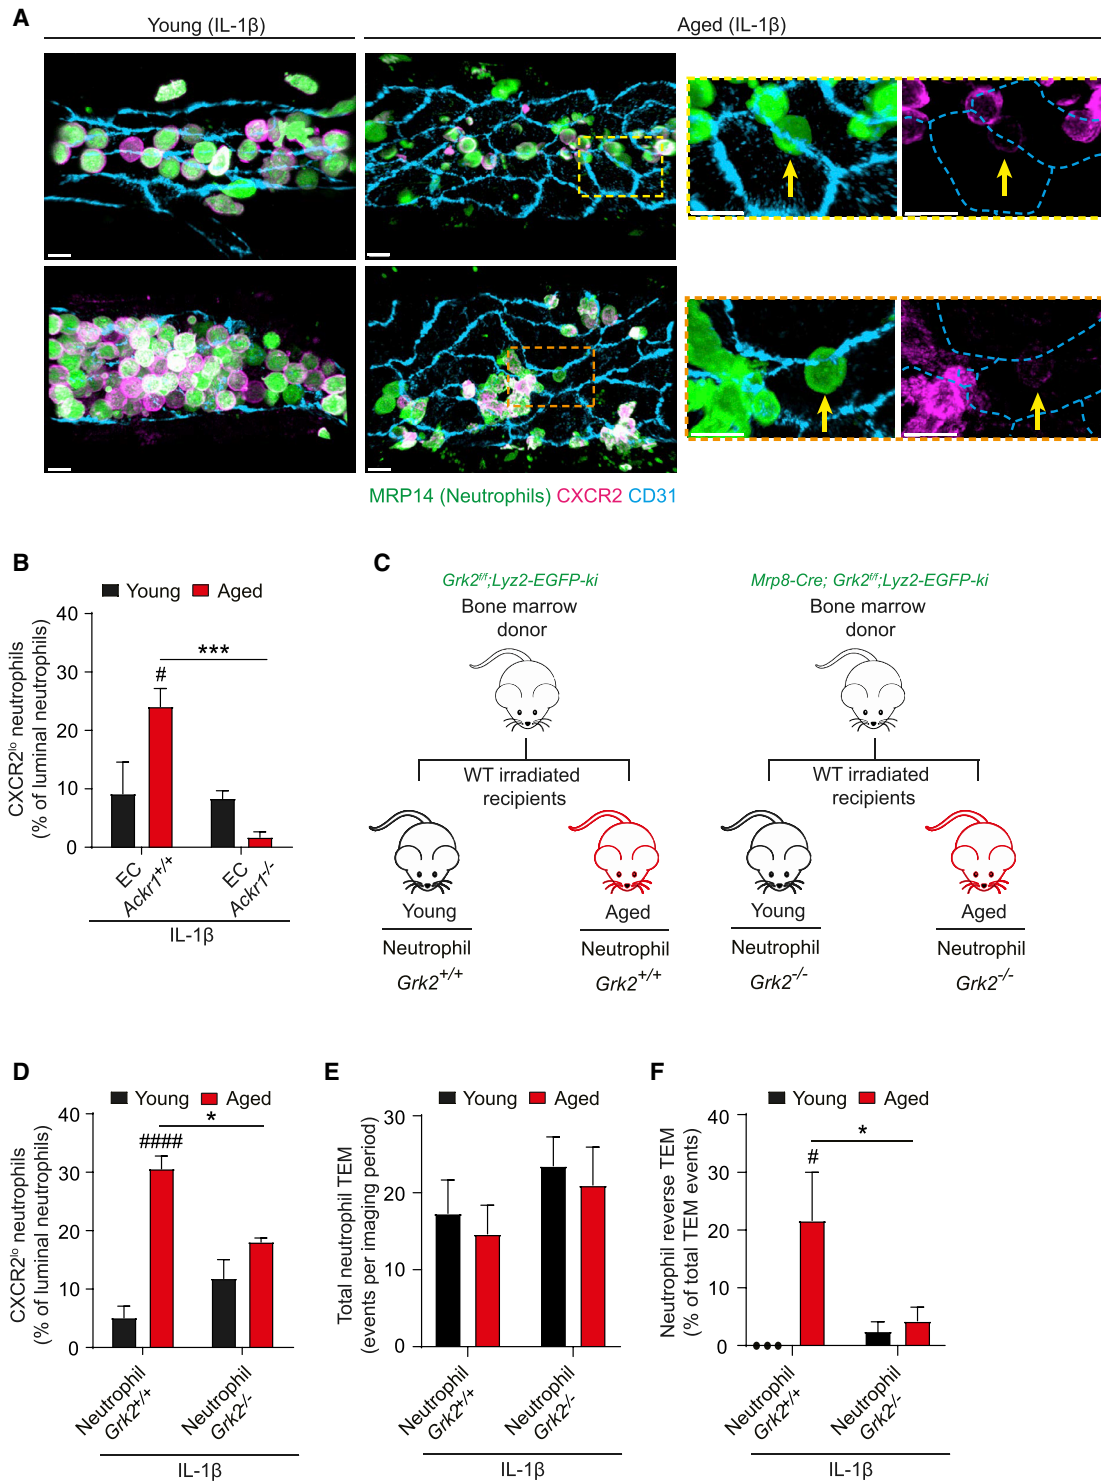 A
Young (IL-1β)
Aged (IL-1β)
MRP14 (Neutrophils) CXCR2 CD31
B
Young Aged
CXCR2lo neutrophils
(% of luminal neutrophils)
40
30
20
10
0
#
***
EC
Ackr1+/+
EC
Ackr1-/-
IL-1β
C
Grk2f/f;Lyz2-EGFP-ki
Bone marrow
donor
WT irradiated
recipients
Young
Neutrophil
Grk2+/+
Aged
Neutrophil
Grk2+/+
Mrp8-Cre; Grk2f/f;Lyz2-EGFP-ki
Bone marrow
donor
WT irradiated
recipients
Young
Neutrophil
Grk2-/-
Aged
Neutrophil
Grk2-/-
D
Young Aged
CXCR2lo neutrophils
(% of luminal neutrophils)
40
30
20
10
0
####
*
Neutrophil
Grk2+/+
Neutrophil
Grk2-/-
IL-1β
E
Young Aged
Total neutrophil TEM
(events per imaging period)
30
20
10
0
Neutrophil
Grk2+/+
Neutrophil
Grk2-/-
IL-1β
F
Young Aged
Neutrophil reverse TEM
(% of total TEM events)
40
30
20
10
0
#
*
Neutrophil
Grk2+/+
Neutrophil
Grk2-/-
IL-1β